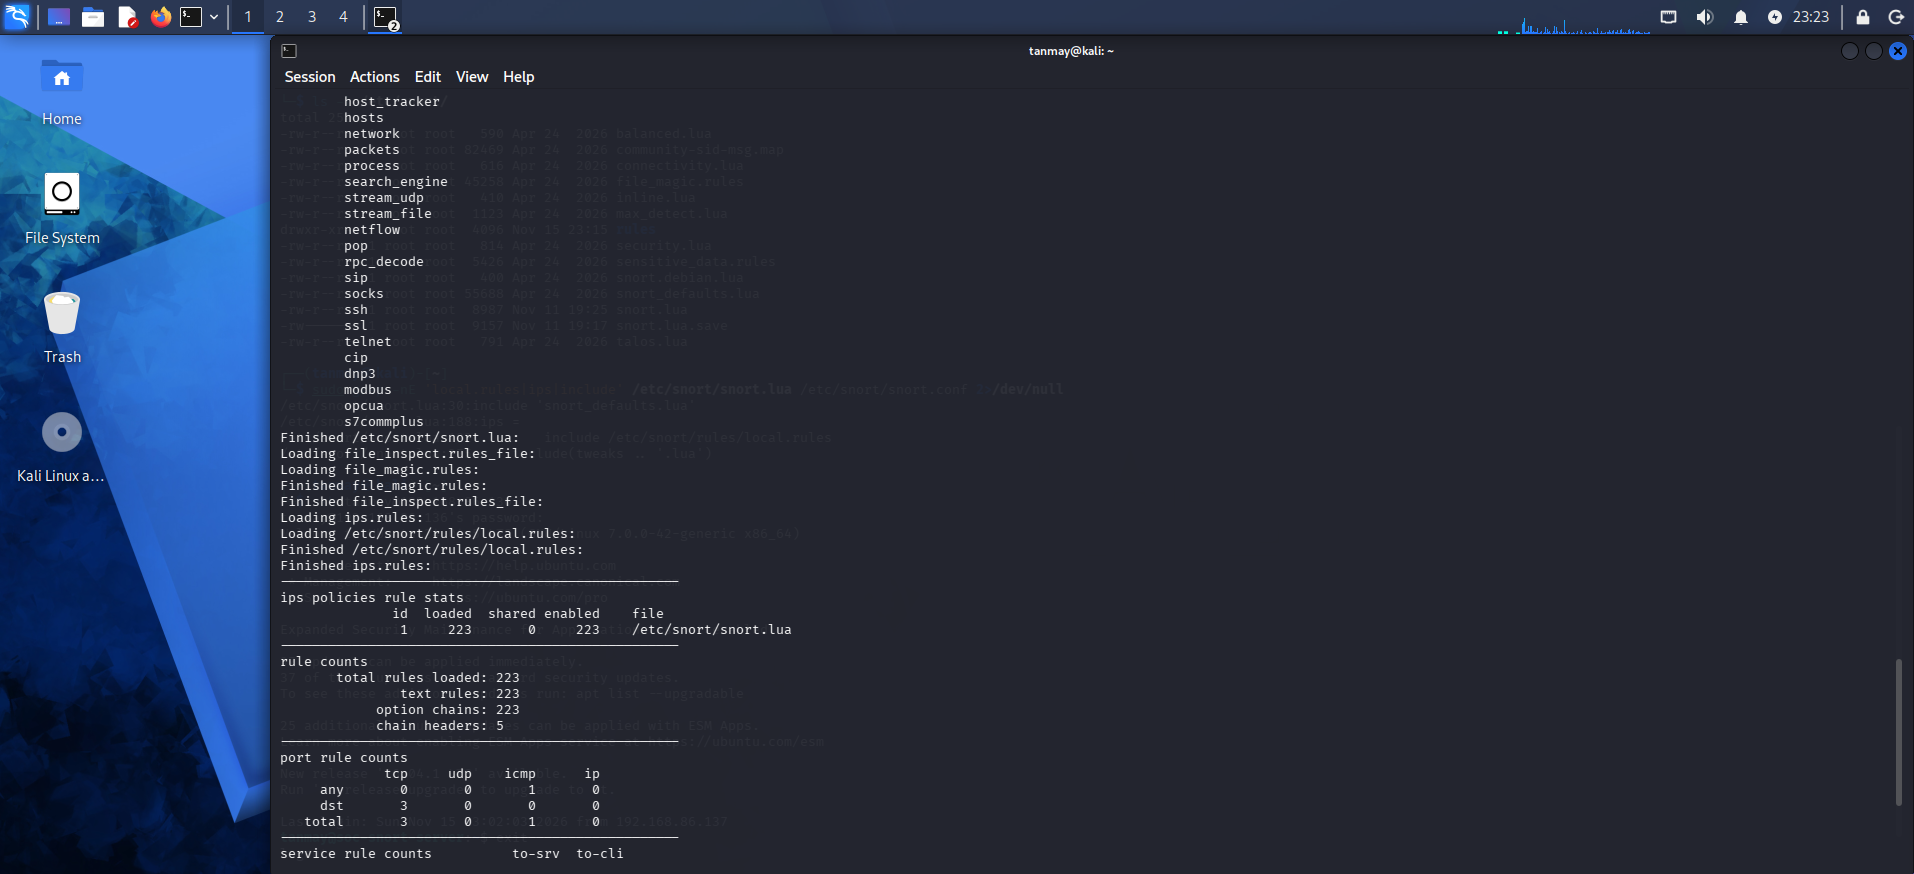 1 2 3 4 2 23:23
tanmay@kali: ~
Session Actions Edit View Help
Home
File System
Trash
Kali Linux a...
host_tracker
hosts
network
packets
process
search_engine
stream_udp
stream_file
netflow
pop
rpc_decode
sip
socks
ssh
ssl
telnet
cip
dnp3
modbus
opcua
s7commplus
Finished /etc/snort/snort.lua:
Loading file_inspect.rules_file:
Loading file_magic.rules:
Finished file_magic.rules:
Finished file_inspect.rules_file:
Loading ips.rules:
Loading /etc/snort/rules/local.rules:
Finished /etc/snort/rules/local.rules:
Finished ips.rules:
ips policies rule stats
id loaded shared enabled file
1 223 0 223 /etc/snort/snort.lua
rule counts
total rules loaded: 223
text rules: 223
option chains: 223
chain headers: 5
port rule counts
tcp udp icmp ip
any 0 0 1 0
dst 3 0 0 0
total 3 0 1 0
service rule counts to-srv to-cli